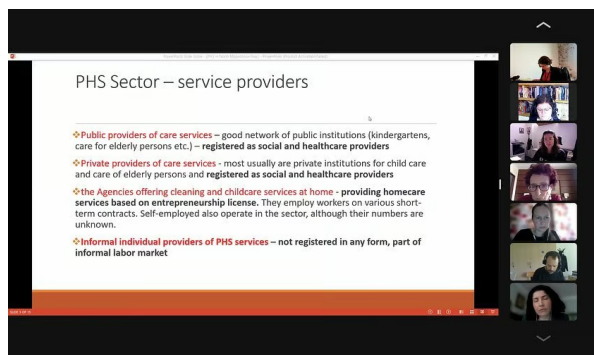 PHS Sector – service providers
❖Public providers of care services – good network of public institutions (kindergartens,
care for elderly persons etc.) – registered as social and healthcare providers
❖Private providers of care services - most usually are private institutions for child care
and care of elderly persons and registered as social and healthcare providers
❖the Agencies offering cleaning and childcare services at home - providing homecare
services based on entrepreneurship license. They employ workers on various short-
term contracts. Self-employed also operate in the sector, although their numbers are
unknown.
❖Informal individual providers of PHS services – not registered in any form, part of
informal labor market